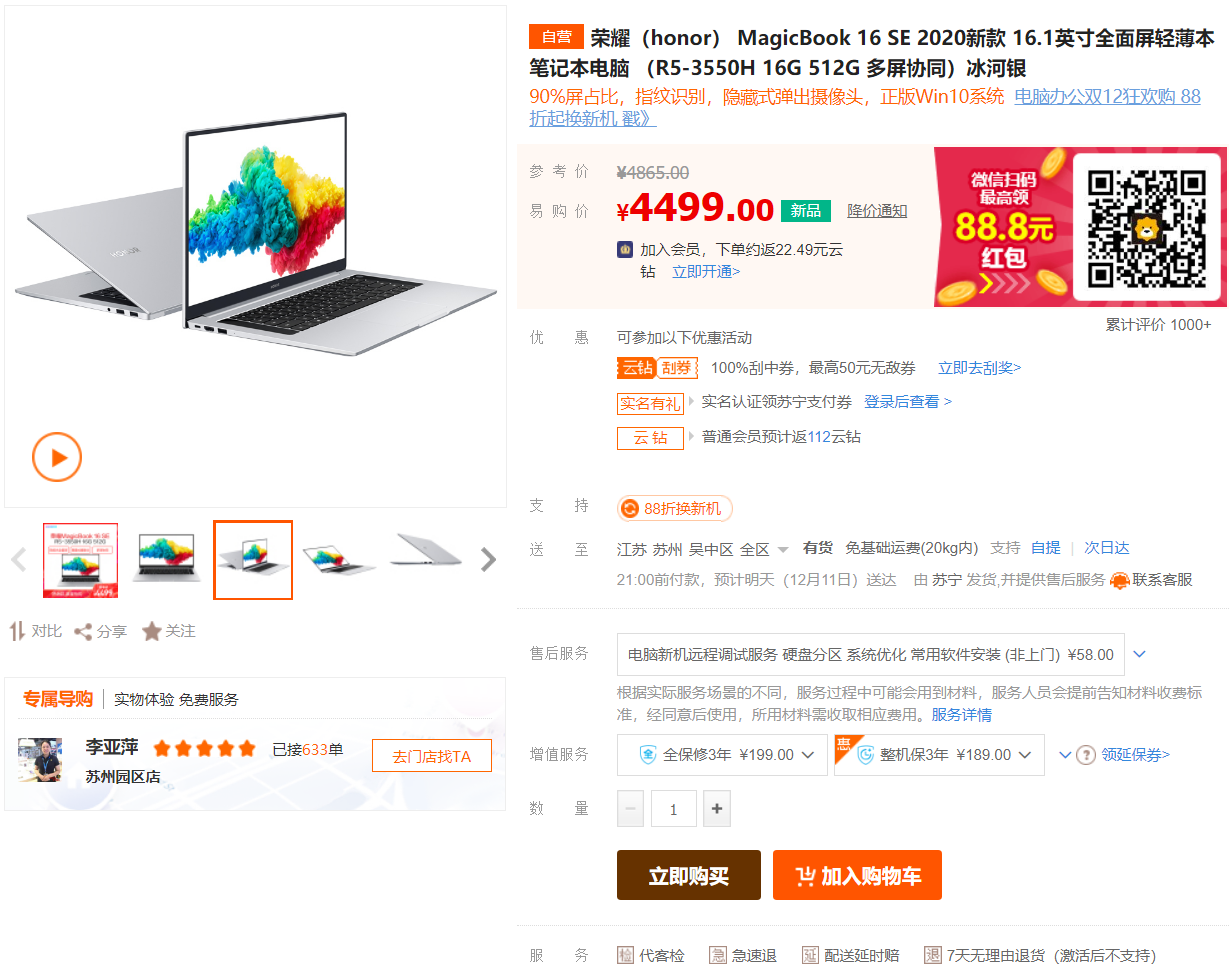 自营 荣耀（honor） MagicBook 16 SE 2020新款 16.1英寸全面屏轻薄本
笔记本电脑 （R5-3550H 16G 512G 多屏协同）冰河银
90%屏占比，指纹识别，隐藏式弹出摄像头，正版Win10系统 电脑办公双12狂欢购 88
折起换新机 戳》
参考价 ¥4865.00
易购价 ¥4499.00 新品 降价通知
加入会员，下单约返22.49元云
钻 立即开通>
微信扫码
最高领
88.8元
红包
累计评价 1000+
优惠 可参加以下优惠活动
云钻 刮券 100%刮中券，最高50元无敌券 立即去刮奖>
实名有礼 实名认证领苏宁支付券 登录后查看 >
云钻 普通会员预计返112云钻
支持 88折换新机
送至 江苏 苏州 吴中区 全区 有货 免基础运费(20kg内) 支持 自提 | 次日达
21:00前付款，预计明天（12月11日）送达 由 苏宁 发货,并提供售后服务 联系客服
HONOR
4499
对比 分享 关注
专属导购 实物体验 免费服务
李亚萍 已接633单 去门店找TA
苏州园区店
售后服务 电脑新机远程调试服务 硬盘分区 系统优化 常用软件安装 (非上门) ¥58.00
根据实际服务场景的不同，服务过程中可能会用到材料，服务人员会提前告知材料收费标
准，经同意后使用，所用材料需收取相应费用。服务详情
增值服务 全 全保修3年 ¥199.00 惠 整机保3年 ¥189.00 ? 领延保券>
数量 − 1 +
立即购买 加入购物车
服务 检 代客检 急 急速退 延 配送延时赔 退 7天无理由退货（激活后不支持）